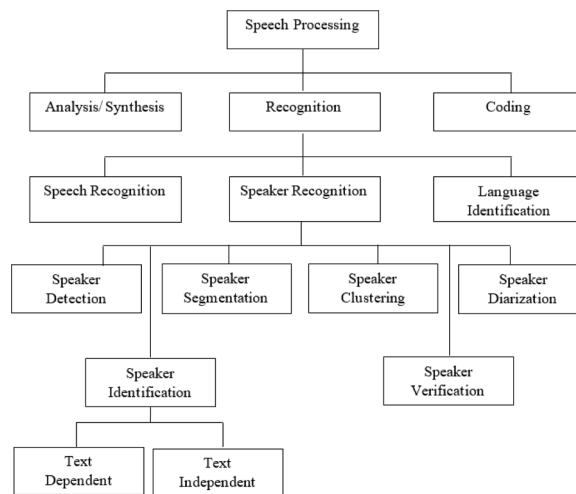 Speech Processing
Analysis/ Synthesis
Recognition
Coding
Speech Recognition
Speaker Recognition
Language
Identification
Speaker
Detection
Speaker
Segmentation
Speaker
Clustering
Speaker
Diarization
Speaker
Identification
Speaker
Verification
Text
Dependent
Text
Independent